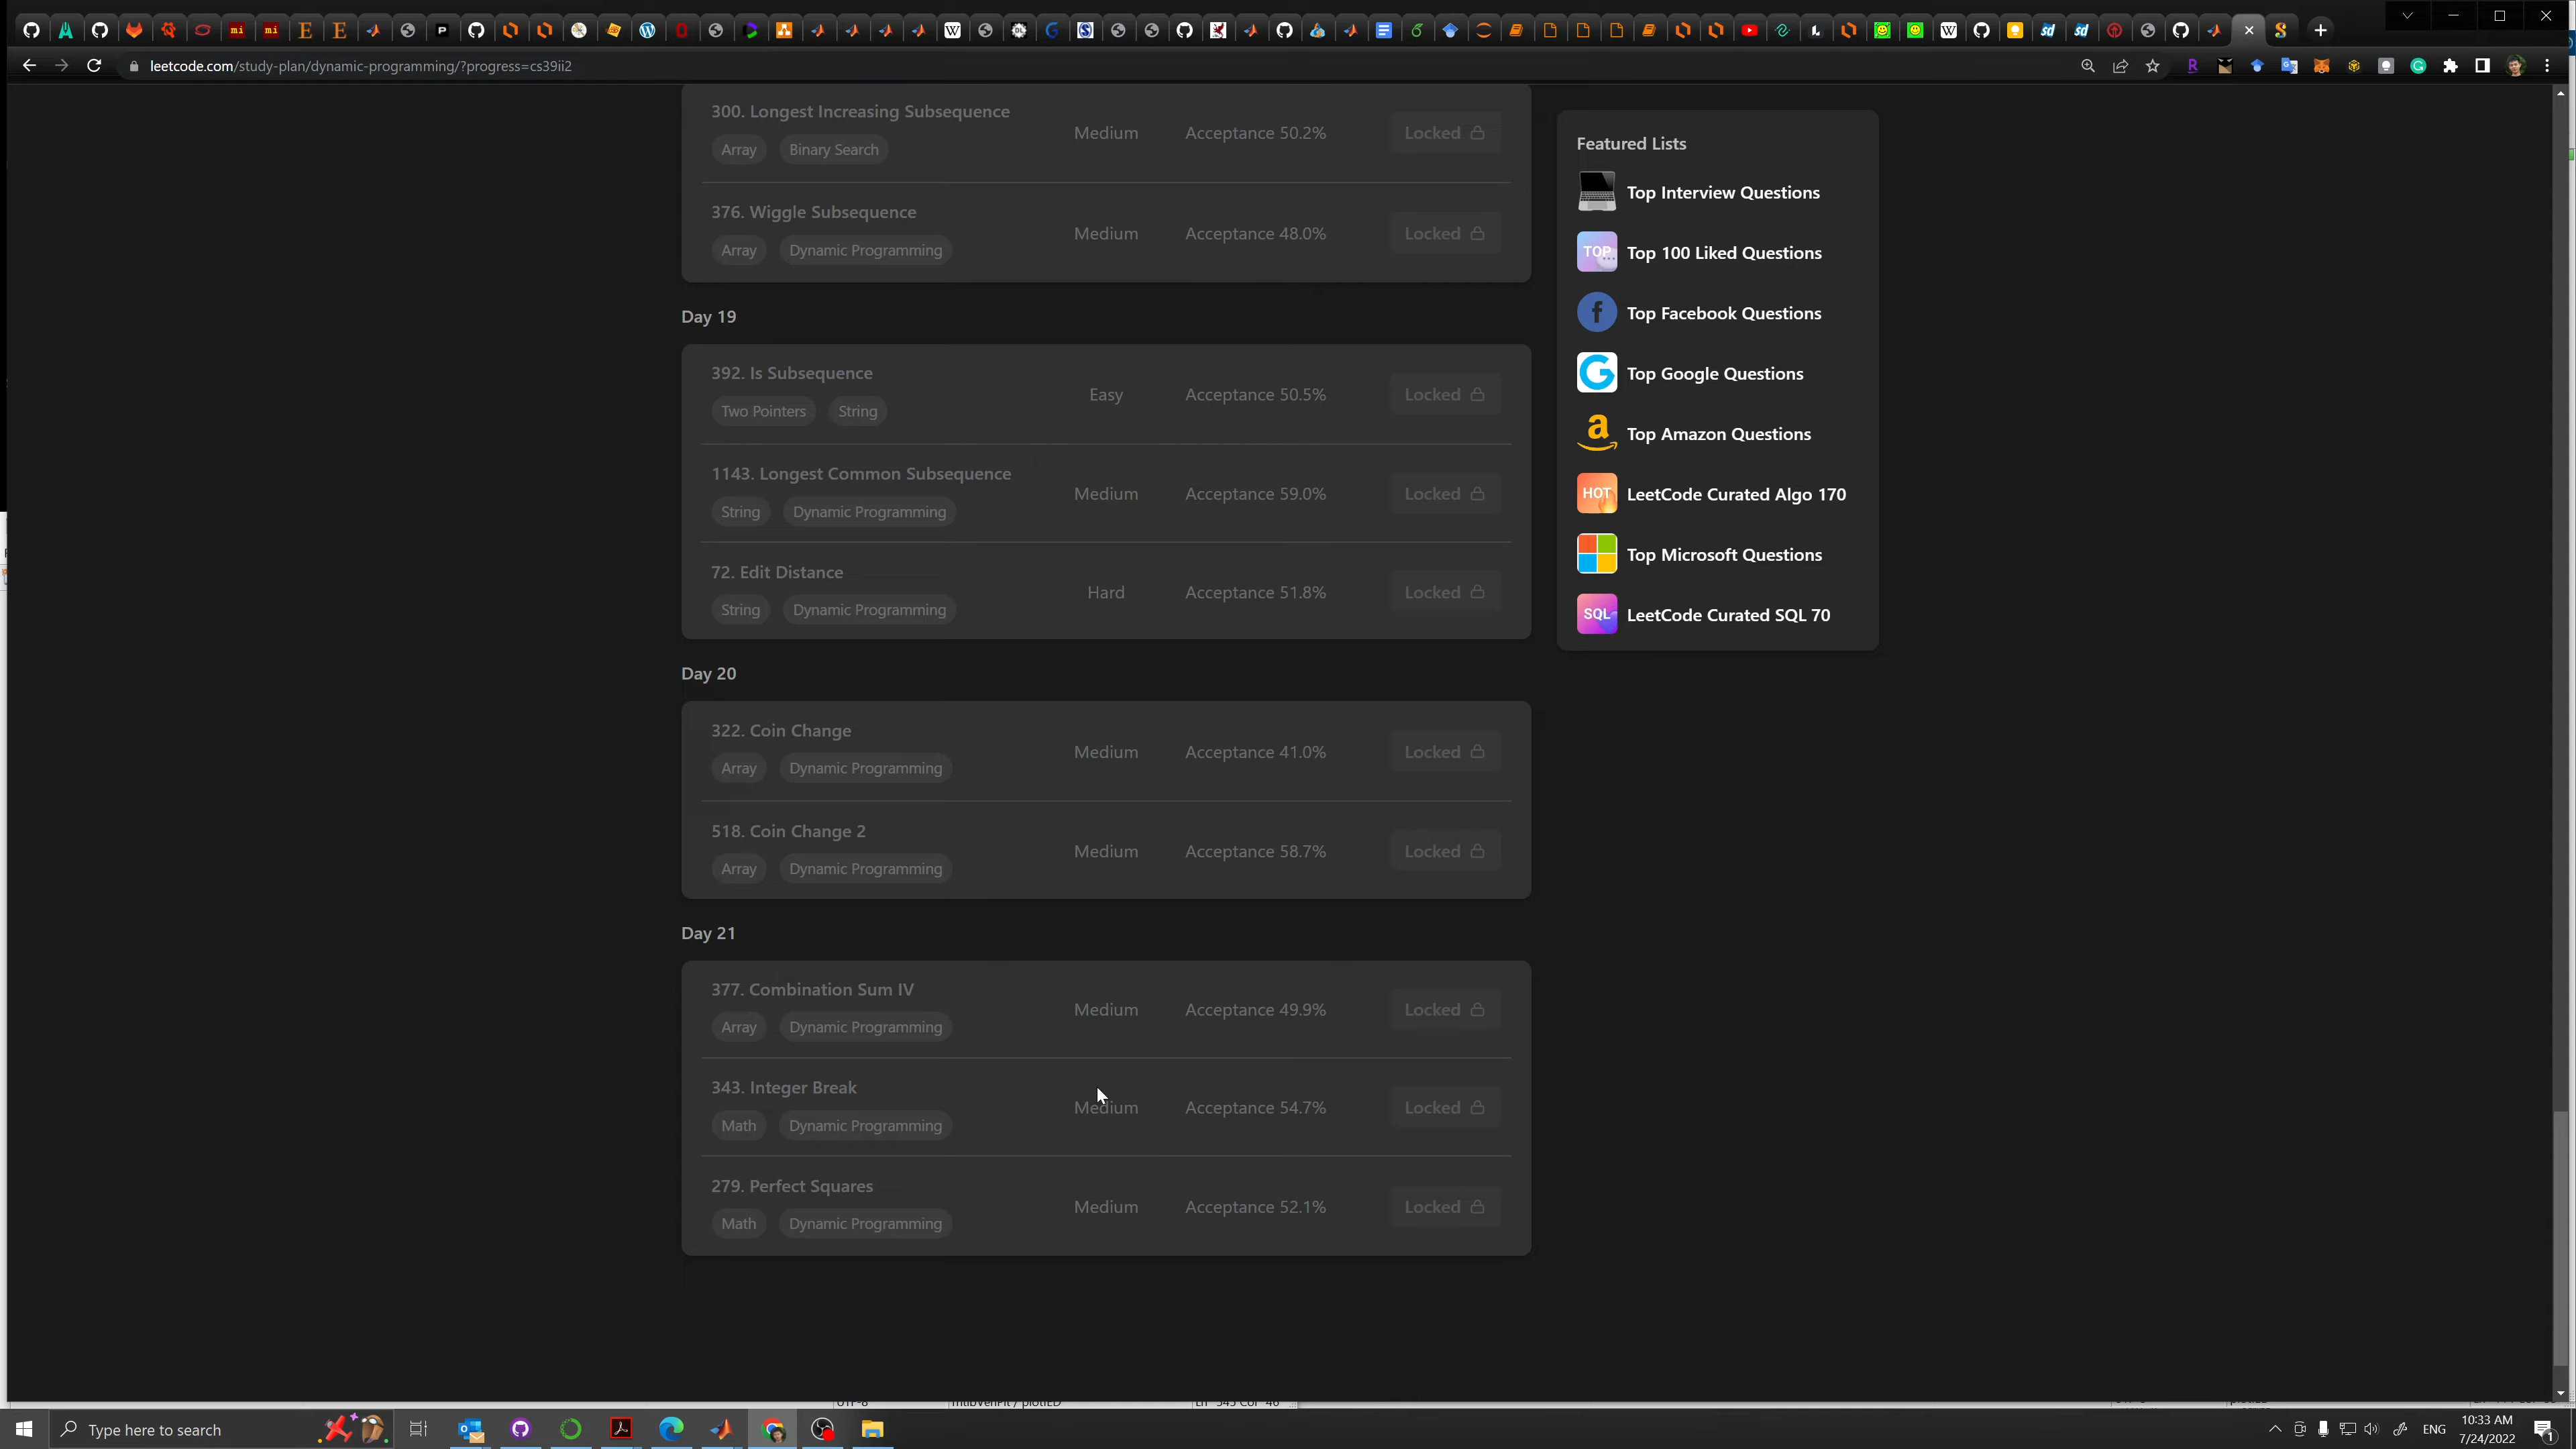 leetcode.com/study-plan/dynamic-programming/?progress=cs39ii2
300. Longest Increasing Subsequence
Array Binary Search
Medium Acceptance 50.2% Locked
376. Wiggle Subsequence
Array Dynamic Programming
Medium Acceptance 48.0% Locked
Day 19
392. Is Subsequence
Two Pointers String
Easy Acceptance 50.5% Locked
1143. Longest Common Subsequence
String Dynamic Programming
Medium Acceptance 59.0% Locked
72. Edit Distance
String Dynamic Programming
Hard Acceptance 51.8% Locked
Day 20
322. Coin Change
Array Dynamic Programming
Medium Acceptance 41.0% Locked
518. Coin Change 2
Array Dynamic Programming
Medium Acceptance 58.7% Locked
Day 21
377. Combination Sum IV
Array Dynamic Programming
Medium Acceptance 49.9% Locked
343. Integer Break
Math Dynamic Programming
Medium Acceptance 54.7% Locked
279. Perfect Squares
Math Dynamic Programming
Medium Acceptance 52.1% Locked
Featured Lists
Top Interview Questions
TOP Top 100 Liked Questions
Top Facebook Questions
Top Google Questions
Top Amazon Questions
HOT LeetCode Curated Algo 170
Top Microsoft Questions
SQL LeetCode Curated SQL 70
Type here to search
ENG
10:33 AM
7/24/2022